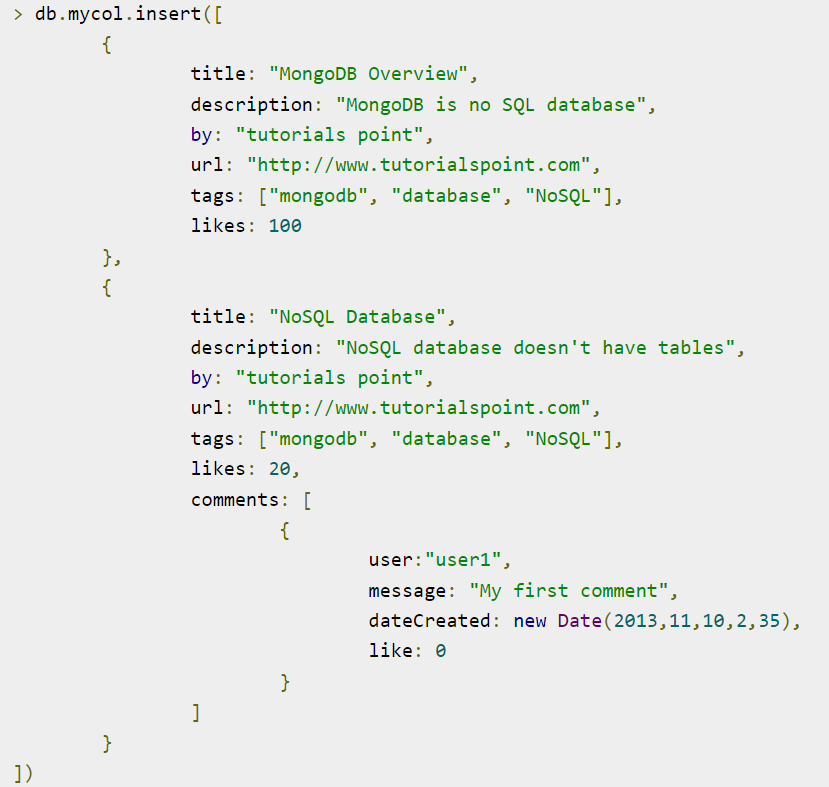 > db.mycol.insert([
{
title: "MongoDB Overview",
description: "MongoDB is no SQL database",
by: "tutorials point",
url: "http://www.tutorialspoint.com",
tags: ["mongodb", "database", "NoSQL"],
likes: 100
},
{
title: "NoSQL Database",
description: "NoSQL database doesn't have tables",
by: "tutorials point",
url: "http://www.tutorialspoint.com",
tags: ["mongodb", "database", "NoSQL"],
likes: 20,
comments: [
{
user:"user1",
message: "My first comment",
dateCreated: new Date(2013,11,10,2,35),
like: 0
}
]
}
])